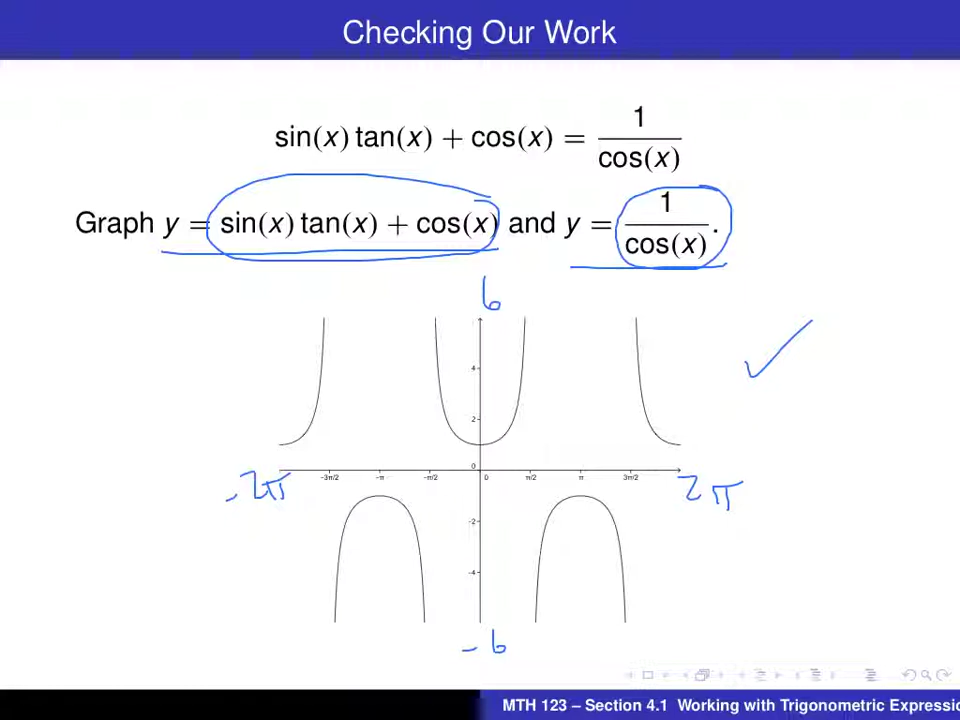 Checking Our Work
sin(x) tan(x) + cos(x) = 1/cos(x)
Graph y = sin(x) tan(x) + cos(x) and y = 1/cos(x).
6
4
2
0
-2π −3π/2 −π −π/2 0 π/2 π 3π/2 2π
−2
−4
-6
MTH 123 – Section 4.1 Working with Trigonometric Expressio